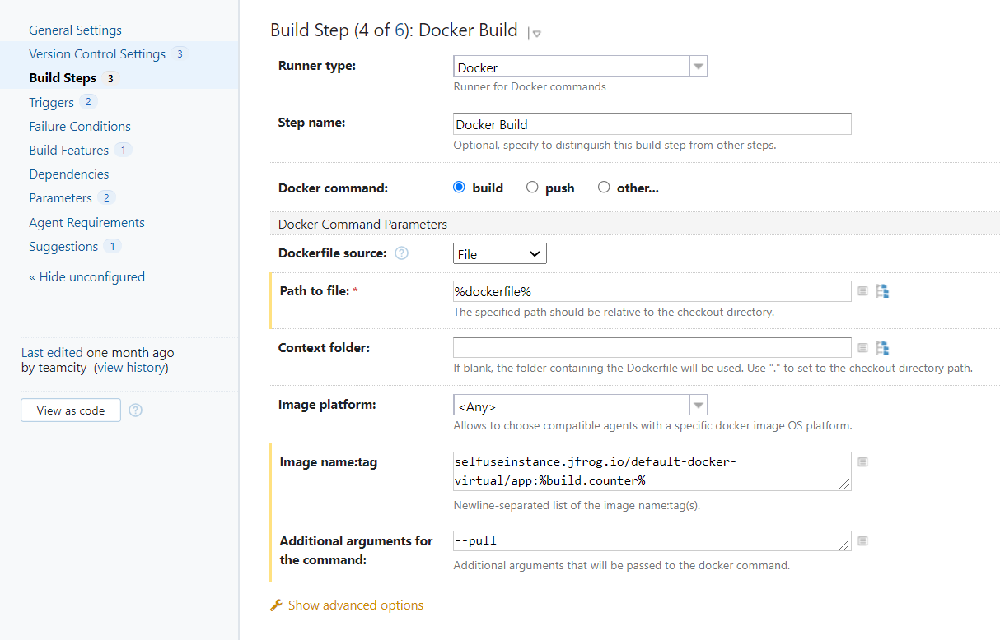 General Settings
Version Control Settings 3
Build Steps 3
Triggers 2
Failure Conditions
Build Features 1
Dependencies
Parameters 2
Agent Requirements
Suggestions 1
« Hide unconfigured
Last edited one month ago
by teamcity (view history)
View as code ?
Build Step (4 of 6): Docker Build
Runner type: Docker
Runner for Docker commands
Step name: Docker Build
Optional, specify to distinguish this build step from other steps.
Docker command: build push other...
Docker Command Parameters
Dockerfile source: ? File
Path to file: * %dockerfile%
The specified path should be relative to the checkout directory.
Context folder:
If blank, the folder containing the Dockerfile will be used. Use "." to set to the checkout directory path.
Image platform: <Any>
Allows to choose compatible agents with a specific docker image OS platform.
Image name:tag selfuseinstance.jfrog.io/default-docker-
virtual/app:%build.counter%
Newline-separated list of the image name:tag(s).
Additional arguments for --pull
the command:
Additional arguments that will be passed to the docker command.
Show advanced options